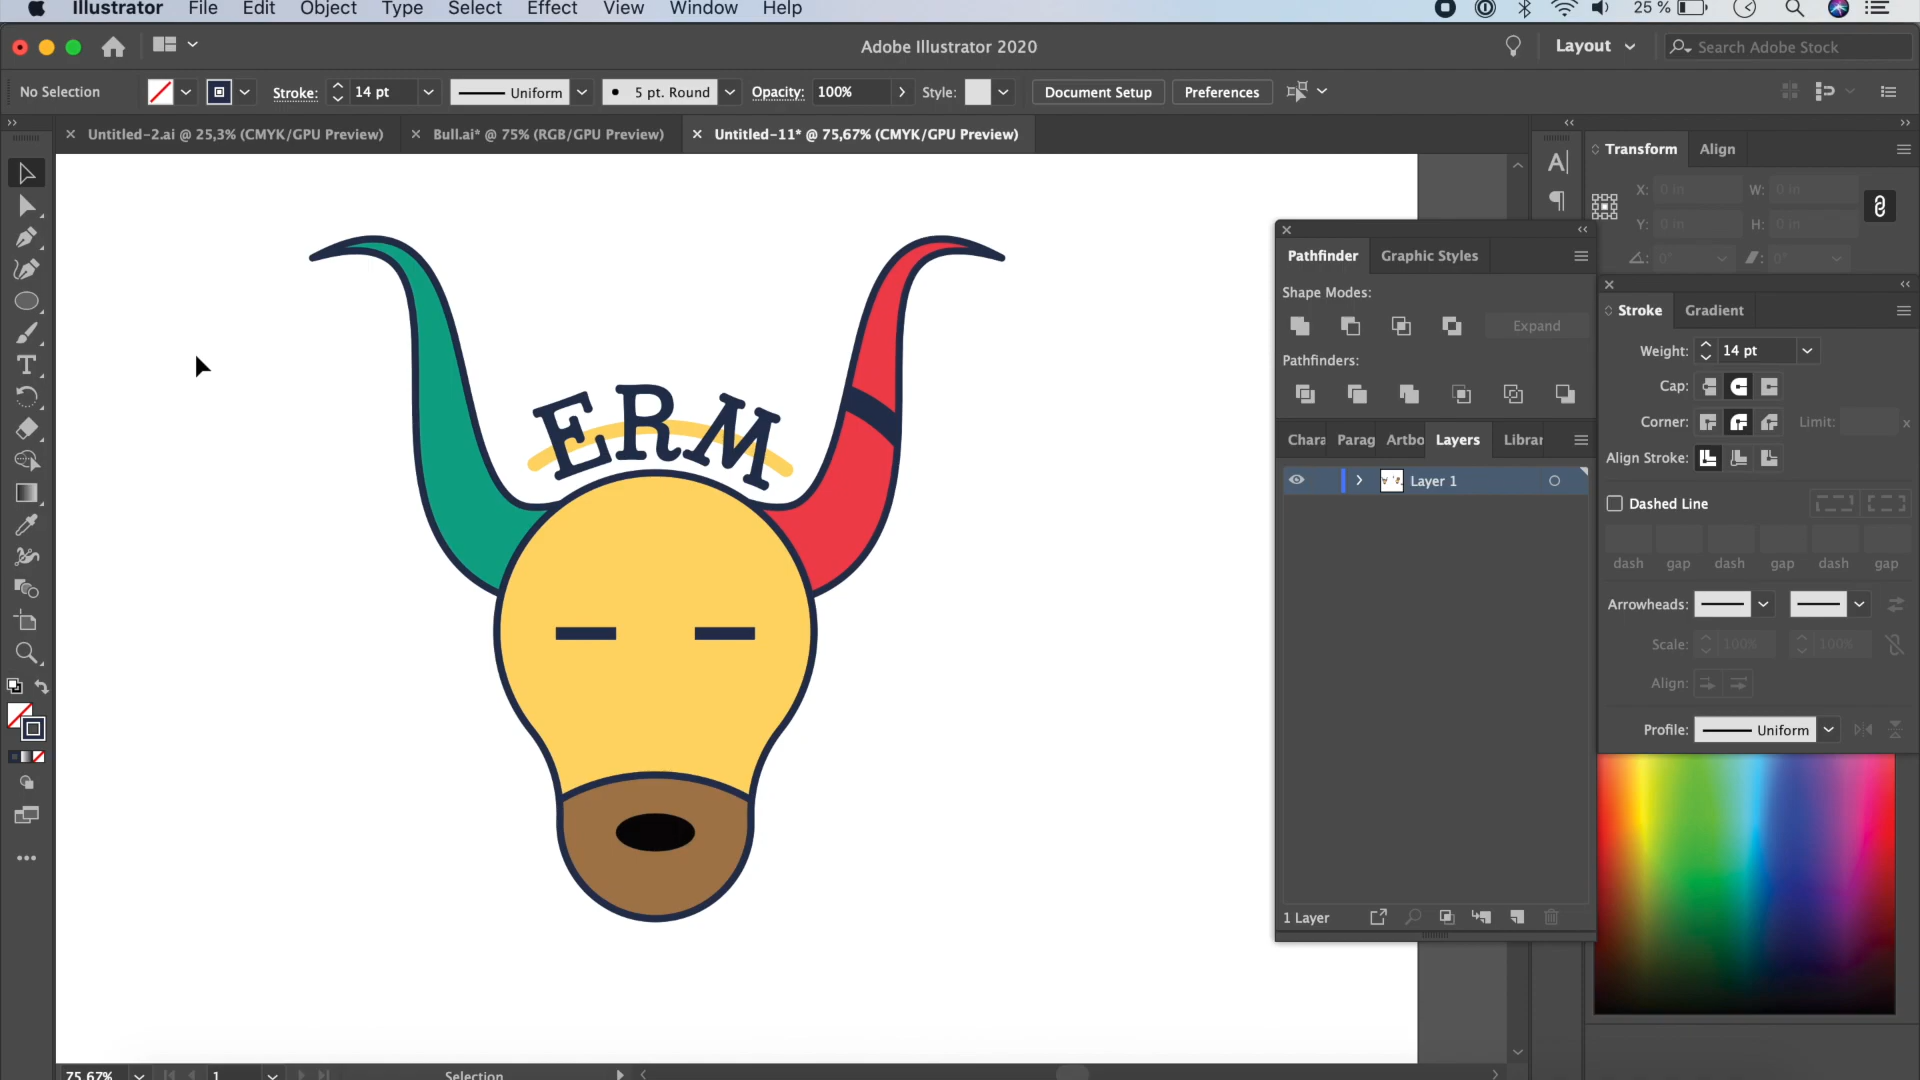 Illustrator File Edit Object Type Select Effect View Window Help 25 %
Adobe Illustrator 2020 Layout Search Adobe Stock
No Selection Stroke: 14 pt Uniform 5 pt. Round Opacity: 100% Style: Document Setup Preferences
Untitled-2.ai @ 25,3% (CMYK/GPU Preview) Bull.ai* @ 75% (RGB/GPU Preview) Untitled-11* @ 75,67% (CMYK/GPU Preview)
Transform Align
X: 0 in W: 0 in
Y: 0 in H: 0 in
0° 0°
Pathfinder Graphic Styles
Shape Modes:
Expand
Pathfinders:
Chara Parag Artbo Layers Librar
Layer 1
1 Layer
Stroke Gradient
Weight: 14 pt
Cap:
Corner: Limit: x
Align Stroke:
Dashed Line
dash gap dash gap dash gap
Arrowheads:
Scale: 100% 100%
Align:
Profile: Uniform
ERM
75,67% 1 Selection